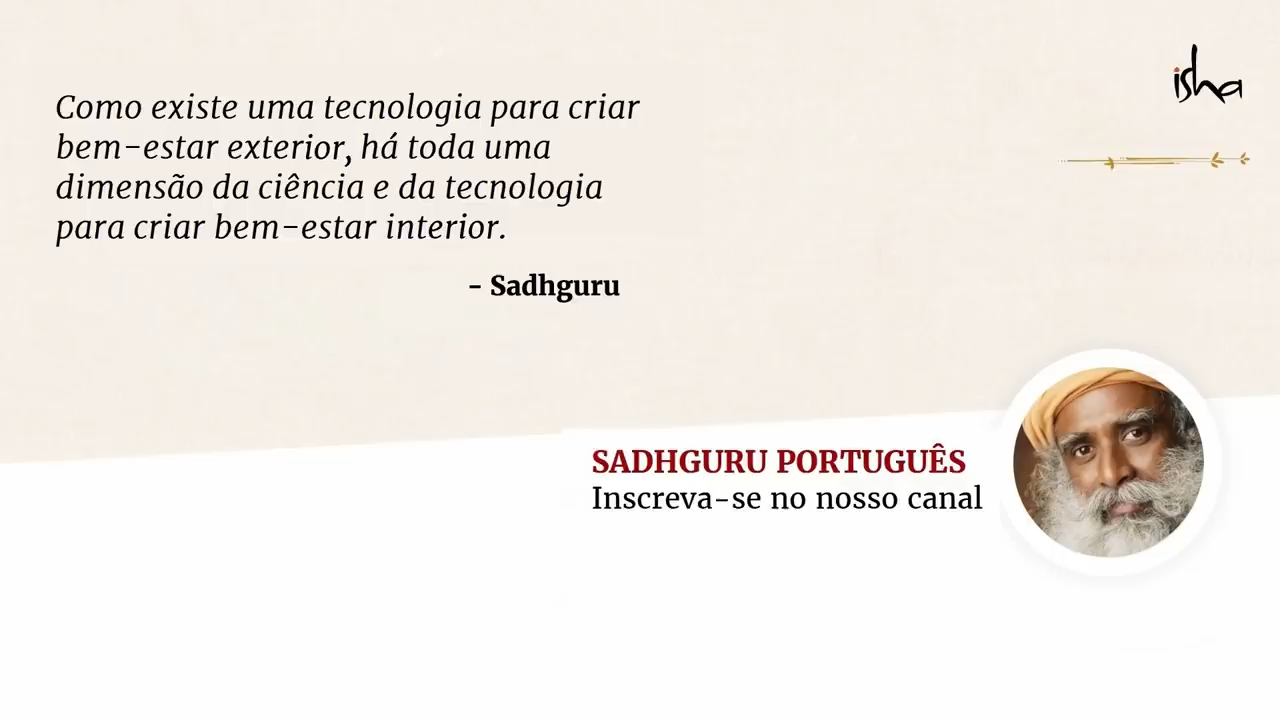 Como existe uma tecnologia para criar
bem-estar exterior, há toda uma
dimensão da ciência e da tecnologia
para criar bem-estar interior.
- Sadhguru
isha
SADHGURU PORTUGUÊS
Inscreva-se no nosso canal